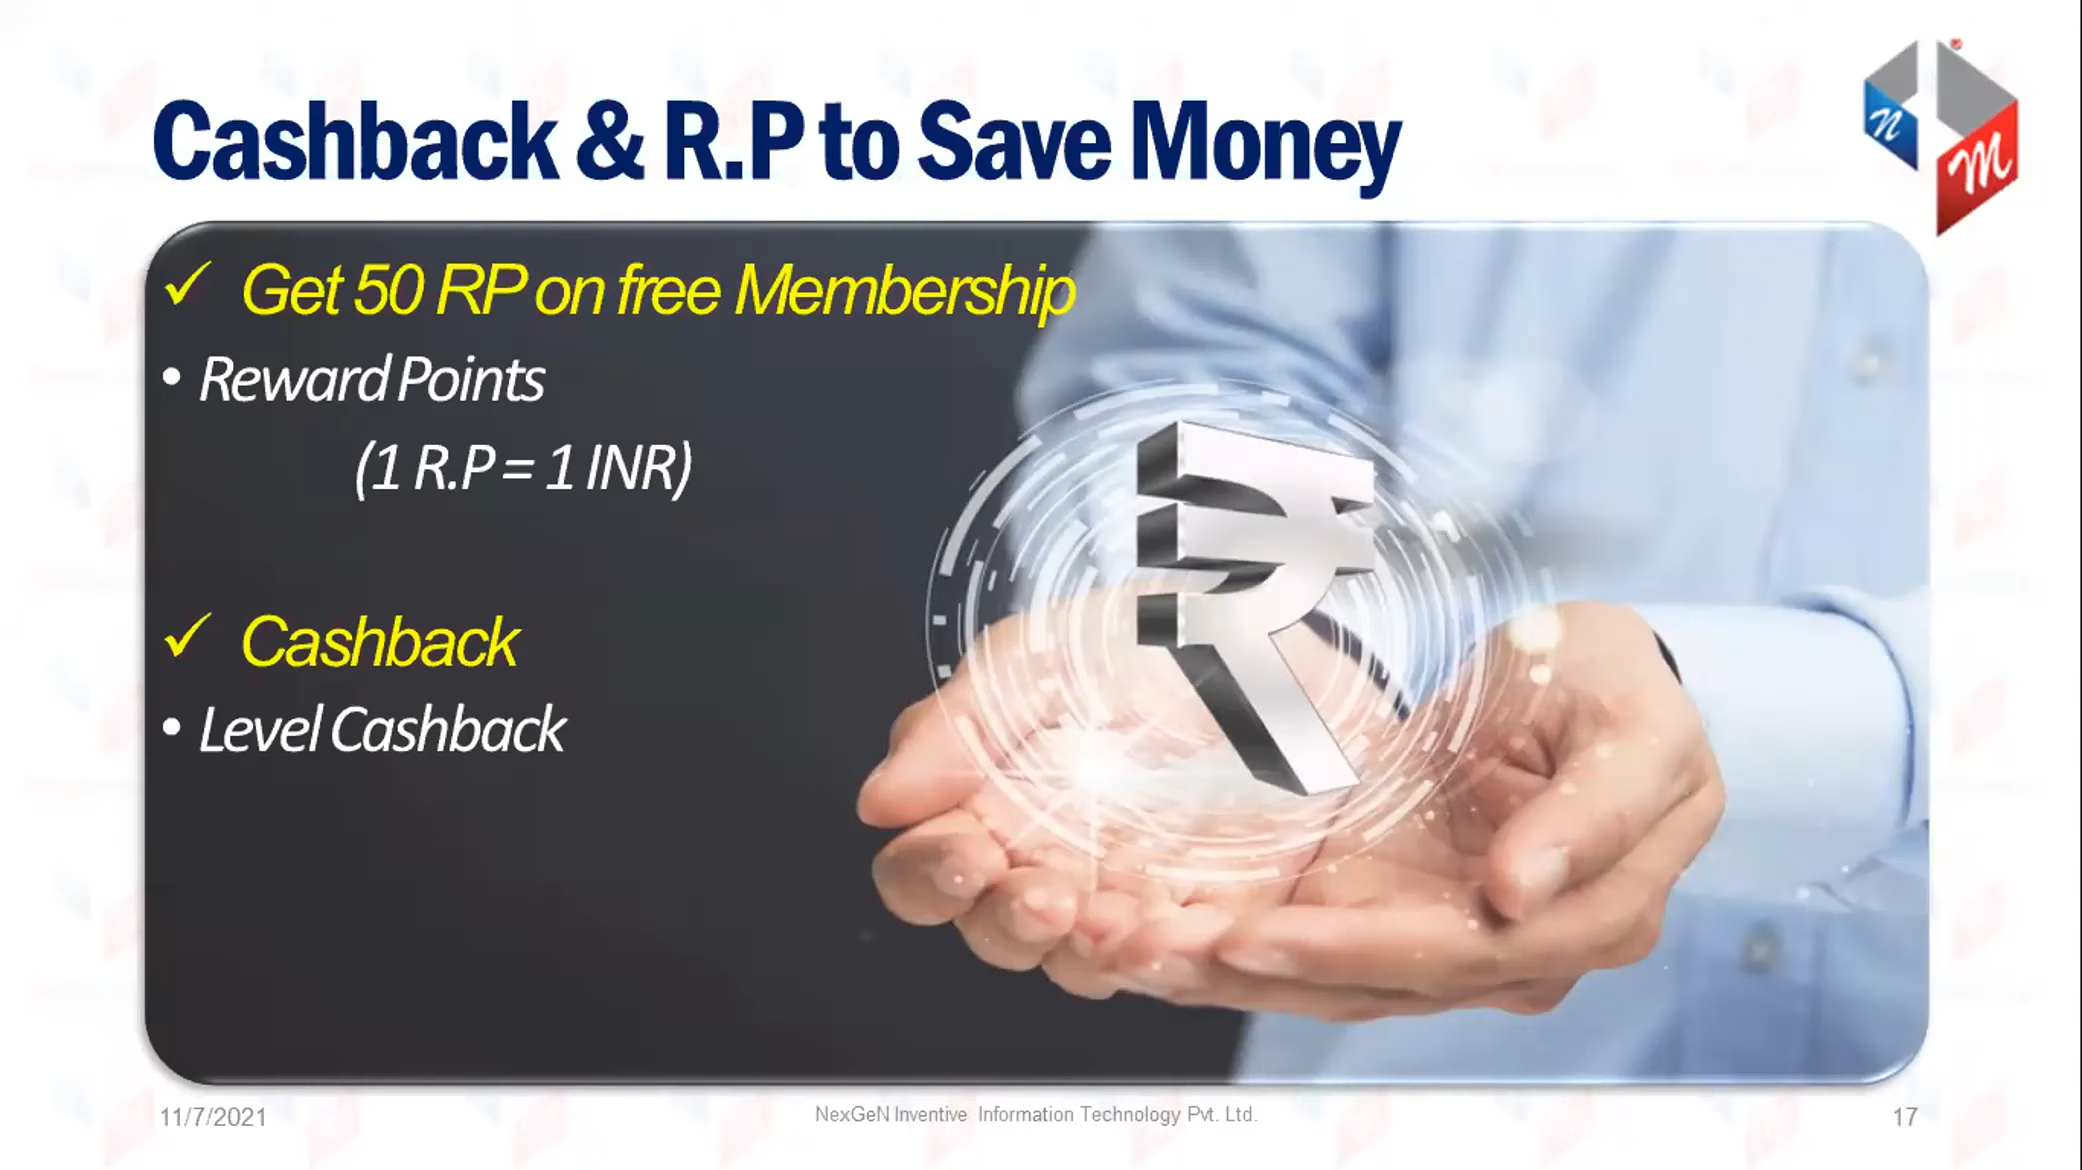 Cashback & R.P to Save Money
n
m
✓ Get 50 RP on free Membership
• Reward Points
(1 R.P = 1 INR)
₹
✓ Cashback
• Level Cashback
11/7/2021
NexGeN Inventive Information Technology Pvt. Ltd.
17